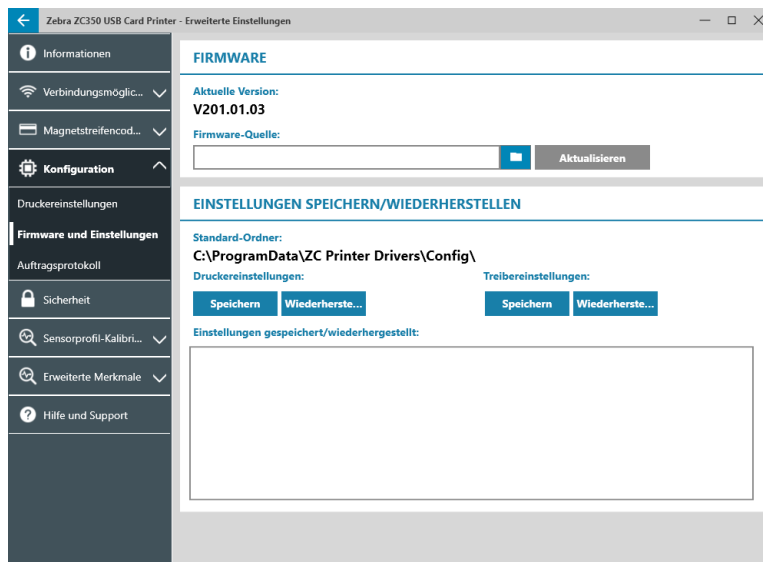 Zebra ZC350 USB Card Printer - Erweiterte Einstellungen
Informationen
Verbindungsmöglic...
Magnetstreifencod...
Konfiguration
Druckereinstellungen
Firmware und Einstellungen
Auftragsprotokoll
Sicherheit
Sensorprofil-Kalibri...
Erweiterte Merkmale
Hilfe und Support
FIRMWARE
Aktuelle Version:
V201.01.03
Firmware-Quelle:
Aktualisieren
EINSTELLUNGEN SPEICHERN/WIEDERHERSTELLEN
Standard-Ordner:
C:\ProgramData\ZC Printer Drivers\Config\
Druckereinstellungen: Treibereinstellungen:
Speichern Wiederherste... Speichern Wiederherste...
Einstellungen gespeichert/wiederhergestellt: